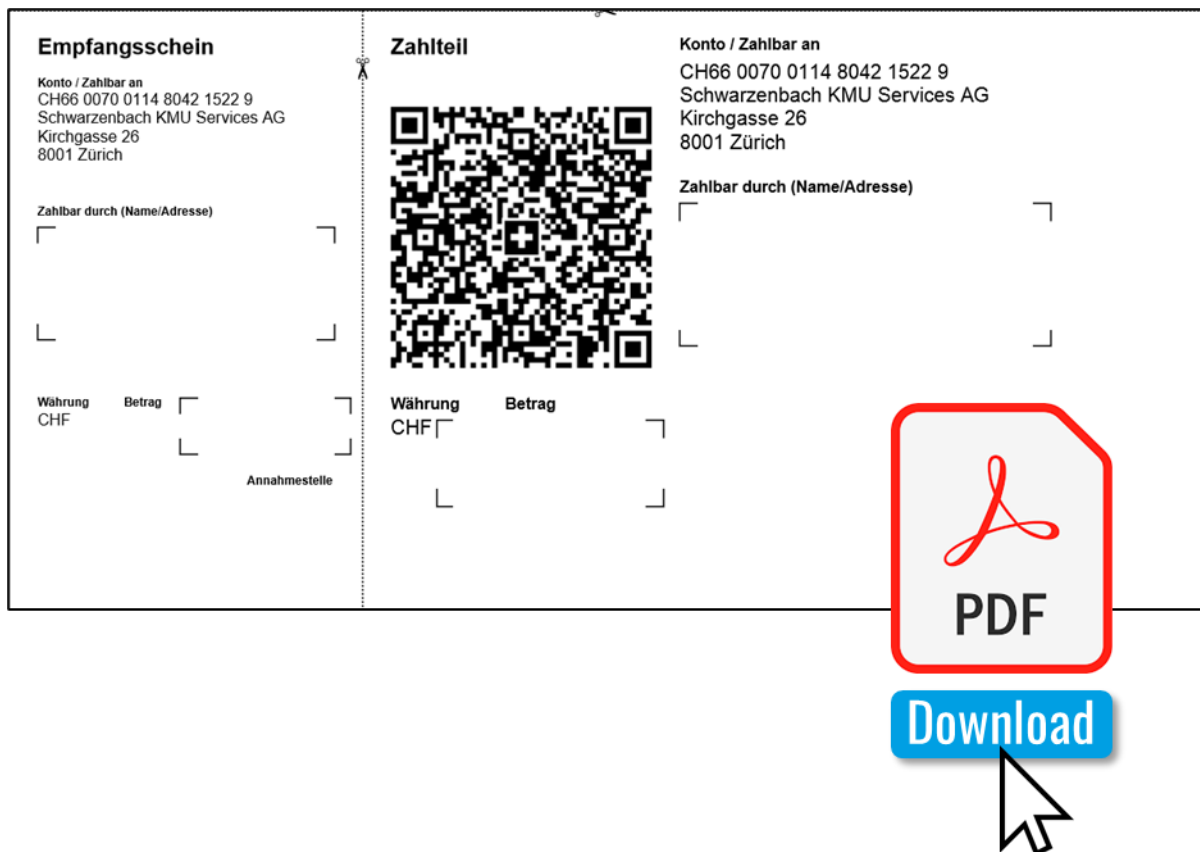 Empfangsschein
Konto / Zahlbar an
CH66 0070 0114 8042 1522 9
Schwarzenbach KMU Services AG
Kirchgasse 26
8001 Zürich
Zahlbar durch (Name/Adresse)
Währung Betrag
CHF
Annahmestelle
Zahlteil
Währung Betrag
CHF
Konto / Zahlbar an
CH66 0070 0114 8042 1522 9
Schwarzenbach KMU Services AG
Kirchgasse 26
8001 Zürich
Zahlbar durch (Name/Adresse)
PDF
Download